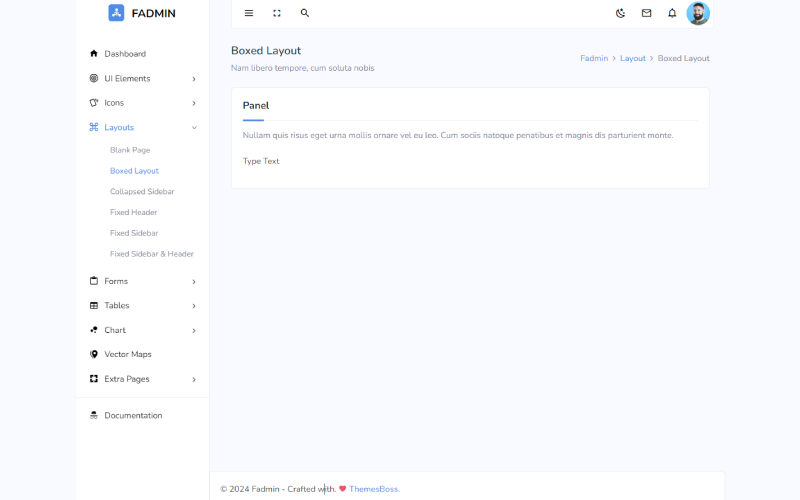 FADMIN
Dashboard
UI Elements
Icons
Layouts
Blank Page
Boxed Layout
Collapsed Sidebar
Fixed Header
Fixed Sidebar
Fixed Sidebar & Header
Forms
Tables
Chart
Vector Maps
Extra Pages
Documentation
Boxed Layout
Nam libero tempore, cum soluta nobis
Fadmin > Layout > Boxed Layout
Panel
Nullam quis risus eget urna mollis ornare vel eu leo. Cum sociis natoque penatibus et magnis dis parturient monte.
Type Text
© 2024 Fadmin - Crafted with. ❤ ThemesBoss.